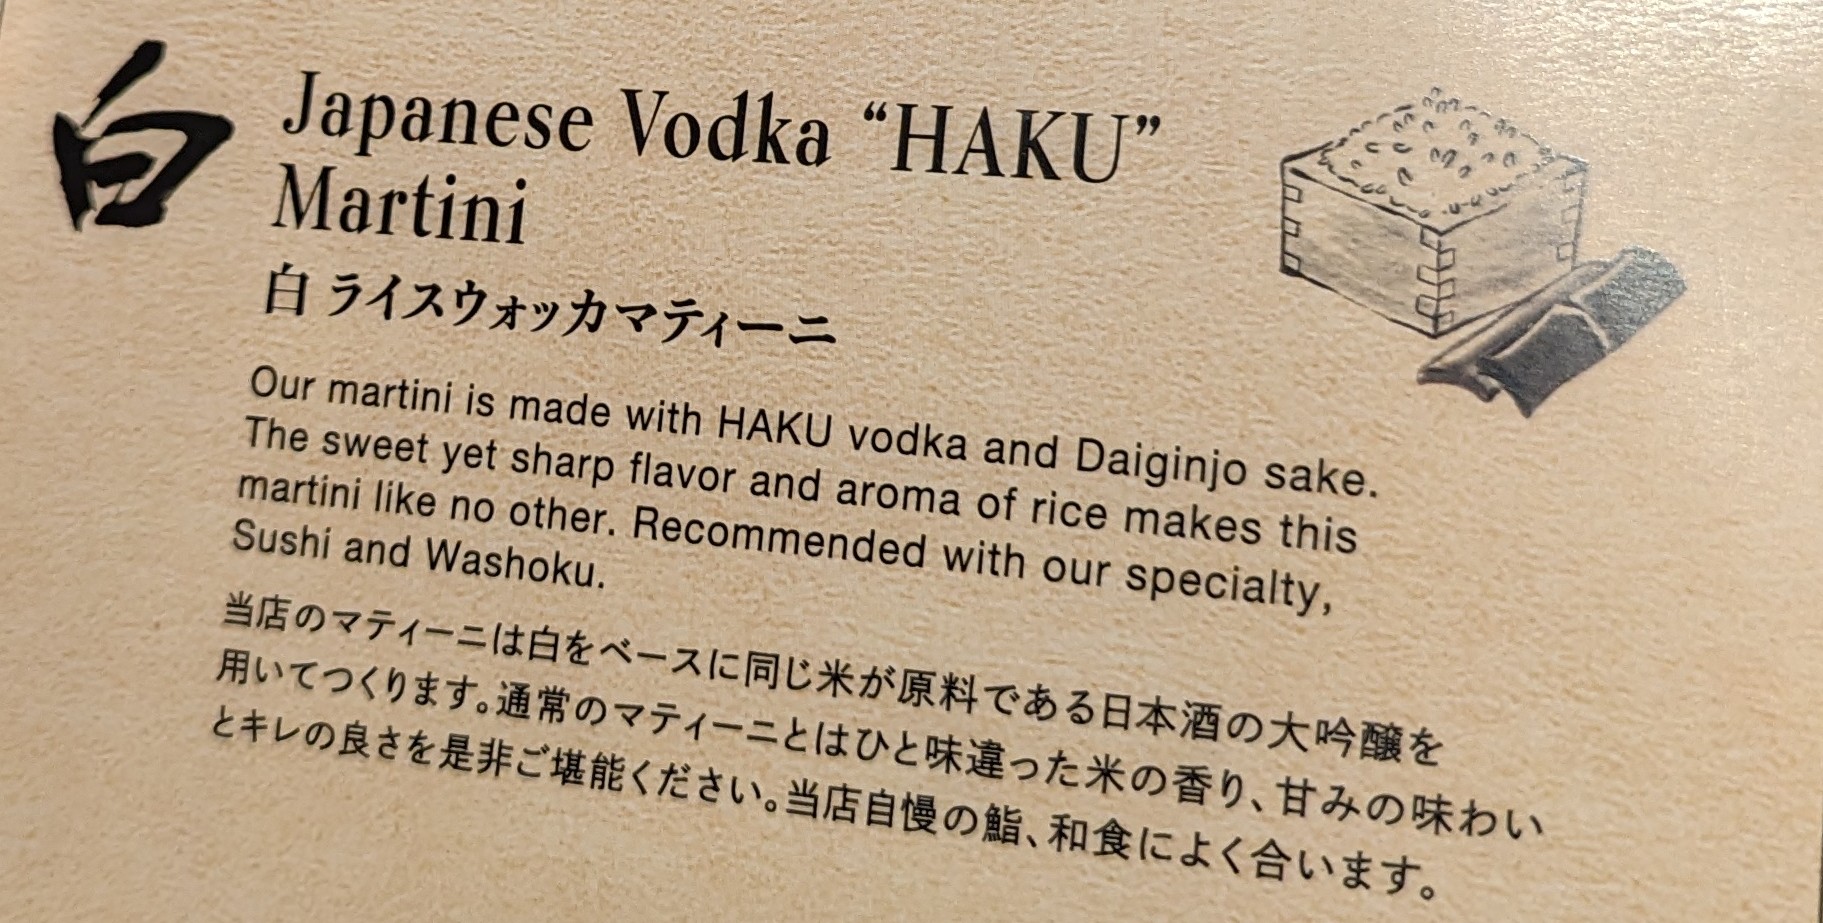 白
Japanese Vodka “HAKU”
Martini
白 ライスウォッカマティーニ
Our martini is made with HAKU vodka and Daiginjo sake.
The sweet yet sharp flavor and aroma of rice makes this
martini like no other. Recommended with our specialty,
Sushi and Washoku.
当店のマティーニは白をベースに同じ米が原料である日本酒の大吟醸を
用いてつくります。通常のマティーニとはひと味違った米の香り、甘みの味わい
とキレの良さを是非ご堪能ください。当店自慢の鮨、和食によく合います。